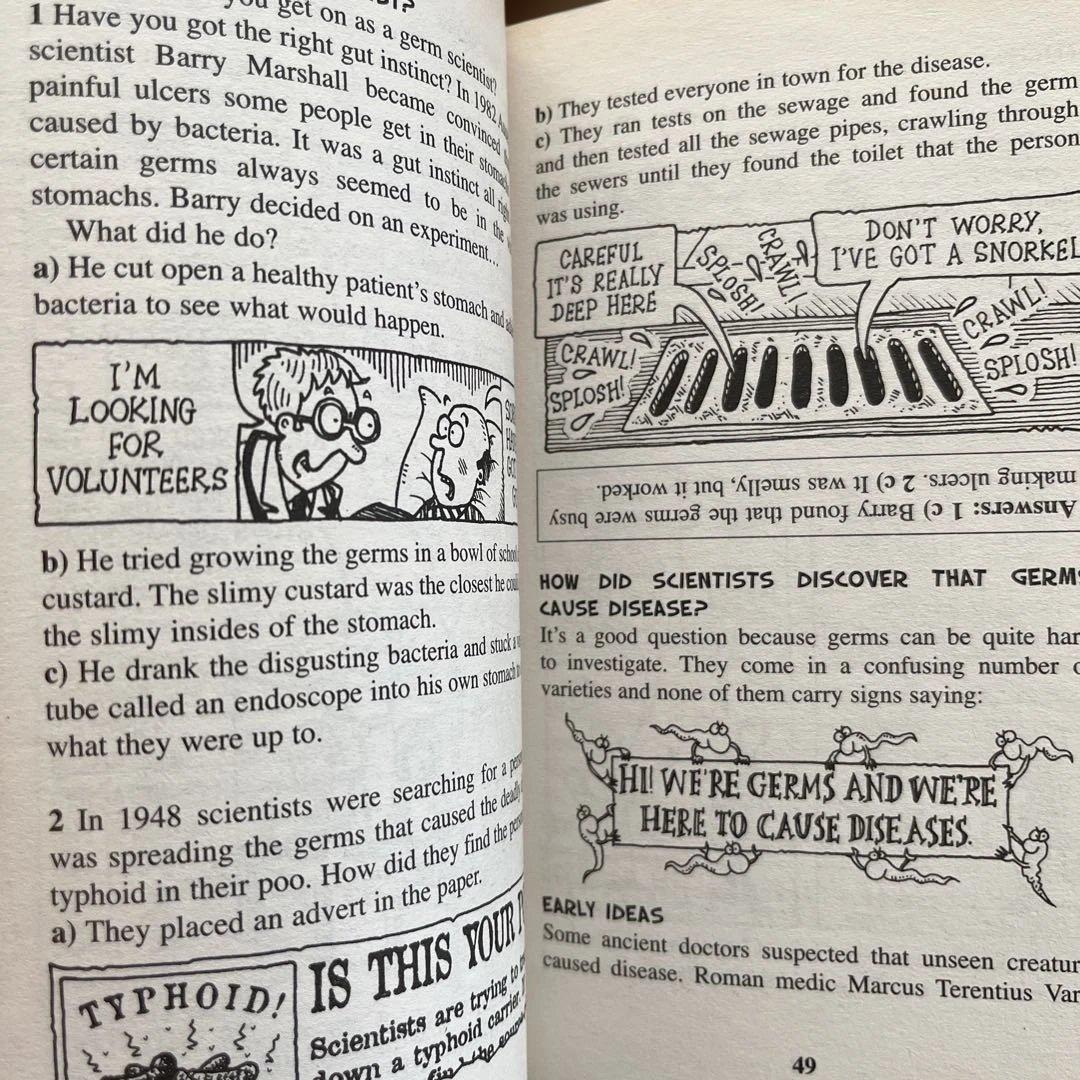 you get on as a germ scientist?
1 Have you got the right gut instinct? In 1982
scientist Barry Marshall became convinced
painful ulcers some people get in their
caused by bacteria. It was a gut instinct all
certain germs always seemed to be in the
stomachs. Barry decided on an experiment...
What did he do?
a) He cut open a healthy patient's stomach and
bacteria to see what would happen.
I'M
LOOKING
FOR
VOLUNTEERS
b) He tried growing the germs in a bowl of
custard. The slimy custard was the closest he
the slimy insides of the stomach.
c) He drank the disgusting bacteria and stuck a
tube called an endoscope into his own stomach
what they were up to.
2 In 1948 scientists were searching for a
was spreading the germs that caused the deadly
typhoid in their poo. How did they find the
a) They placed an advert in the paper.
TYPHOID!
IS THIS YOUR
Scientists are trying to
down a typhoid carrier.
b) They tested everyone in town for the disease.
c) They ran tests on the sewage and found the germ
and then tested all the sewage pipes, crawling through
the sewers until they found the toilet that the person
was using.
CAREFUL
IT'S REALLY
DEEP HERE
SPLOSH!
CRAWL!
DON'T WORRY,
I'VE GOT A SNORKEL
CRAWL!
SPLOSH!
CRAWL!
SPLOSH!
Answers: 1 c) Barry found that the germs were busy
making ulcers. 2 c) It was smelly, but it worked.
HOW DID SCIENTISTS DISCOVER THAT GERMS
CAUSE DISEASE?
It's a good question because germs can be quite
to investigate. They come in a confusing number
varieties and none of them carry signs saying:
HI! WE'RE GERMS AND WE'RE
HERE TO CAUSE DISEASES.
EARLY IDEAS
Some ancient doctors suspected that unseen
caused disease. Roman medic Marcus Terentius
49